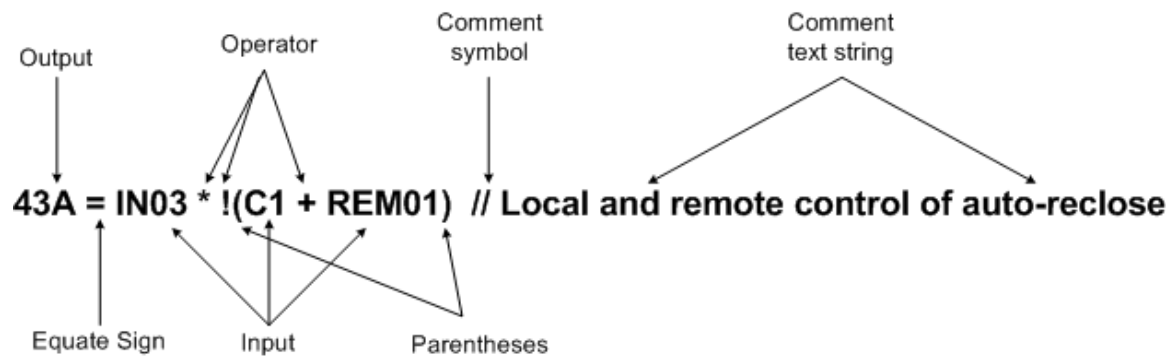 Output
Operator
Comment
symbol
Comment
text string
43A = IN03 * !(C1 + REM01) // Local and remote control of auto-reclose
Equate Sign
Input
Parentheses